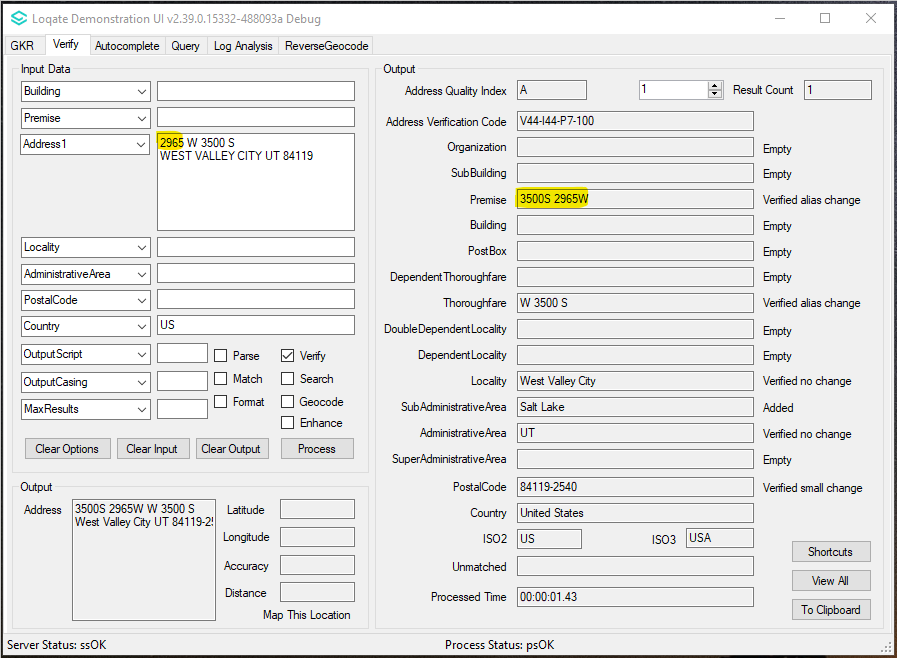 Loqate Demonstration UI v2.39.0.15332-488093a Debug
GKR Verify Autocomplete Query Log Analysis ReverseGeocode
Input Data
Building
Premise
Address1
2965 W 3500 S
WEST VALLEY CITY UT 84119
Locality
AdministrativeArea
PostalCode
Country US
OutputScript Parse Verify
OutputCasing Match Search
MaxResults Format Geocode
Enhance
Clear Options Clear Input Clear Output Process
Output
Address
3500S 2965W W 3500 S
West Valley City UT 84119-25
Latitude
Longitude
Accuracy
Distance
Map This Location
Output
Address Quality Index A 1 Result Count 1
Address Verification Code V44-I44-P7-100
Organization Empty
SubBuilding Empty
Premise 3500S 2965W Verified alias change
Building Empty
PostBox Empty
DependentThoroughfare Empty
Thoroughfare W 3500 S Verified alias change
DoubleDependentLocality Empty
DependentLocality Empty
Locality West Valley City Verified no change
SubAdministrativeArea Salt Lake Added
AdministrativeArea UT Verified no change
SuperAdministrativeArea Empty
PostalCode 84119-2540 Verified small change
Country United States
ISO2 US ISO3 USA
Unmatched
Processed Time 00:00:01.43
Shortcuts
View All
To Clipboard
Server Status: ssOK Process Status: psOK